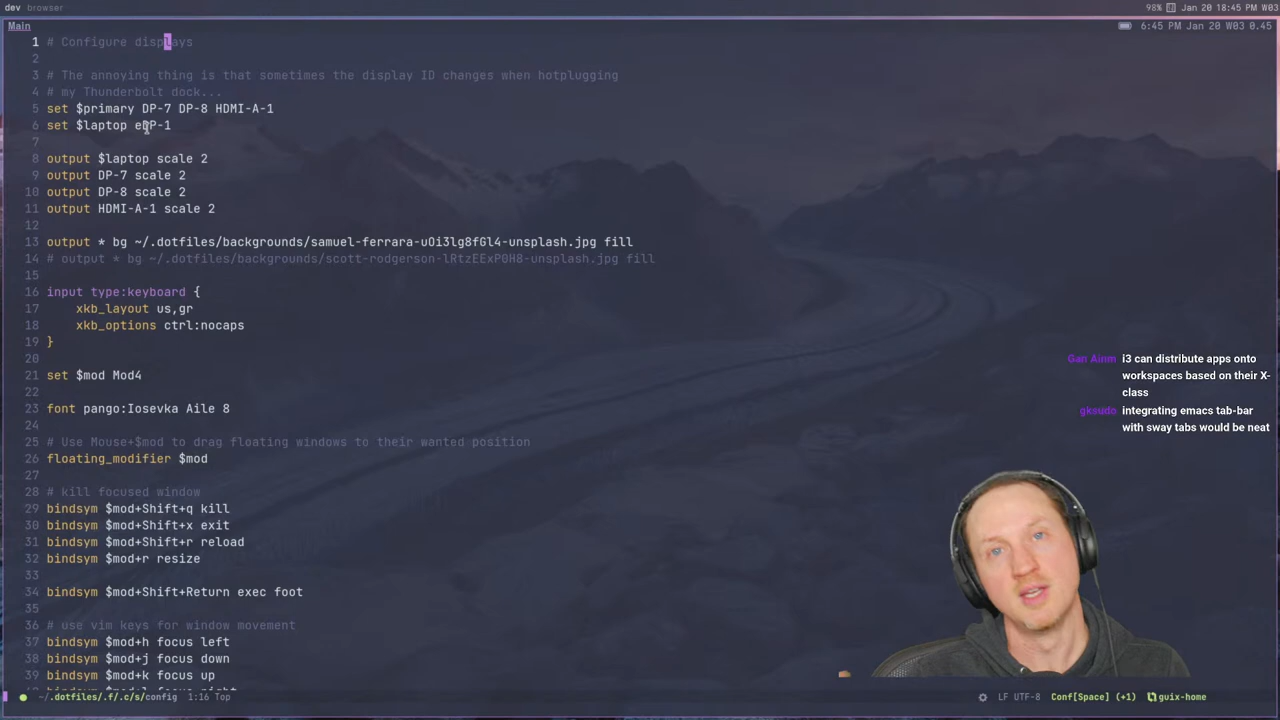 dev browser
98% Jan 20 18:45 PM W03
Main
6:45 PM Jan 20 W03 0.45
1 # Configure displays
2
3 # The annoying thing is that sometimes the display ID changes when hotplugging
4 # my Thunderbolt dock...
5 set $primary DP-7 DP-8 HDMI-A-1
6 set $laptop eDP-1
7
8 output $laptop scale 2
9 output DP-7 scale 2
10 output DP-8 scale 2
11 output HDMI-A-1 scale 2
12
13 output * bg ~/.dotfiles/backgrounds/samuel-ferrara-uOi3lg8fGl4-unsplash.jpg fill
14 # output * bg ~/.dotfiles/backgrounds/scott-rodgerson-lRtzEExP0H8-unsplash.jpg fill
15
16 input type:keyboard {
17 xkb_layout us,gr
18 xkb_options ctrl:nocaps
19 }
20
21 set $mod Mod4
22
23 font pango:Iosevka Aile 8
24
25 # Use Mouse+$mod to drag floating windows to their wanted position
26 floating_modifier $mod
27
28 # kill focused window
29 bindsym $mod+Shift+q kill
30 bindsym $mod+Shift+x exit
31 bindsym $mod+Shift+r reload
32 bindsym $mod+r resize
33
34 bindsym $mod+Shift+Return exec foot
35
36 # use vim keys for window movement
37 bindsym $mod+h focus left
38 bindsym $mod+j focus down
39 bindsym $mod+k focus up
Gan Ainm i3 can distribute apps onto
workspaces based on their X-
class
gksudo integrating emacs tab-bar
with sway tabs would be neat
~/.dotfiles/.f/.c/s/config 1:16 Top
LF UTF-8 Conf[Space] (+1) guix-home